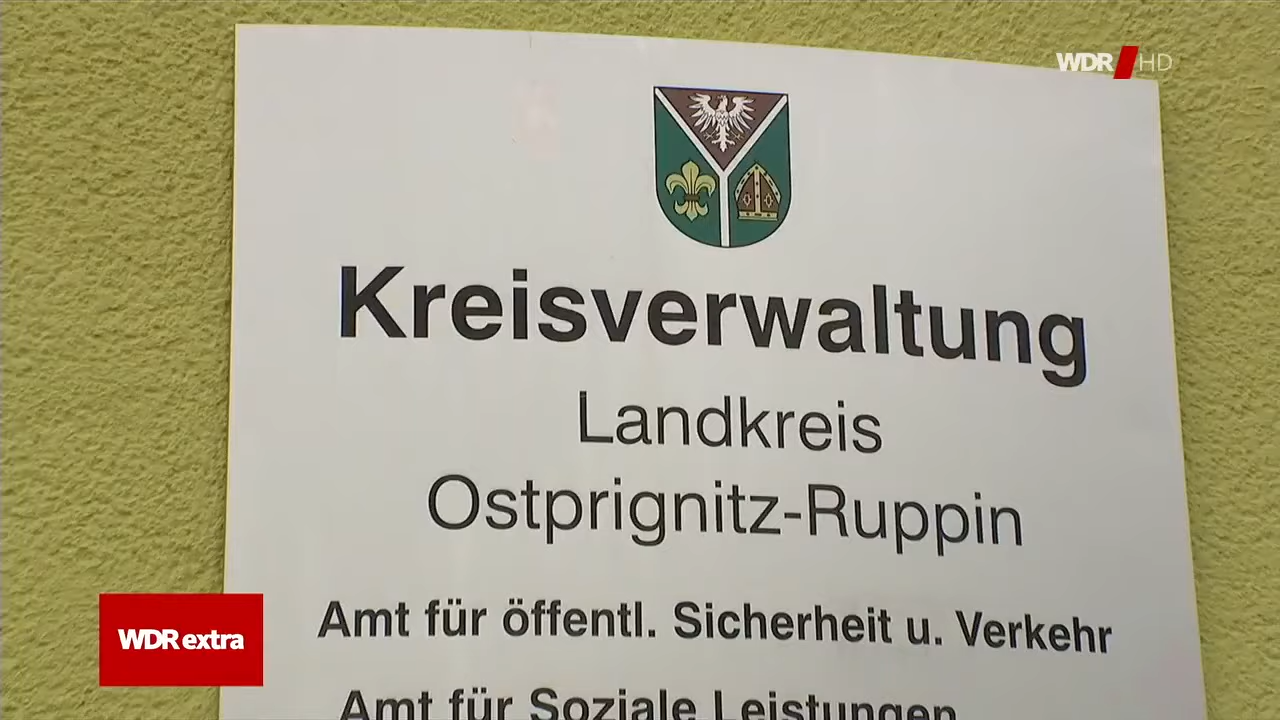 WDR HD
Kreisverwaltung
Landkreis
Ostprignitz-Ruppin
Amt für öffentl. Sicherheit u. Verkehr
Amt für Soziale Leistungen
WDR extra